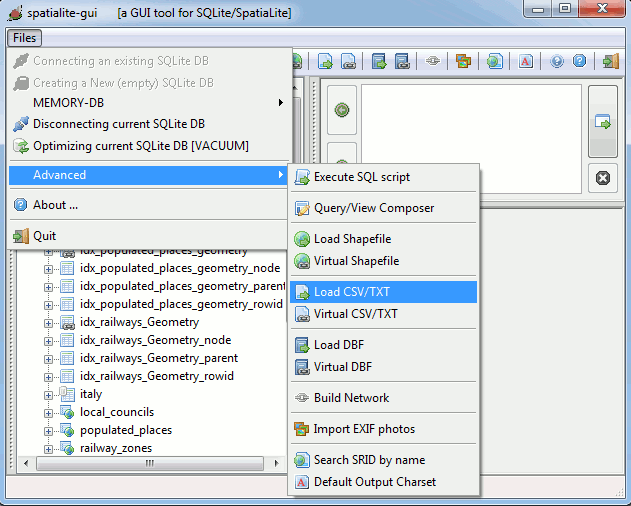 spatialite-gui [a GUI tool for SQLite/SpatiaLite]
Files
Connecting an existing SQLite DB
Creating a New (empty) SQLite DB
MEMORY-DB
Disconnecting current SQLite DB
Optimizing current SQLite DB [VACUUM]
Advanced
About ...
Quit
Execute SQL script
Query/View Composer
Load Shapefile
Virtual Shapefile
Load CSV/TXT
Virtual CSV/TXT
Load DBF
Virtual DBF
Build Network
Import EXIF photos
Search SRID by name
Default Output Charset
idx_populated_places_geometry
idx_populated_places_geometry_node
idx_populated_places_geometry_parent
idx_populated_places_geometry_rowid
idx_railways_Geometry
idx_railways_Geometry_node
idx_railways_Geometry_parent
idx_railways_Geometry_rowid
italy
local_councils
populated_places
railway_zones